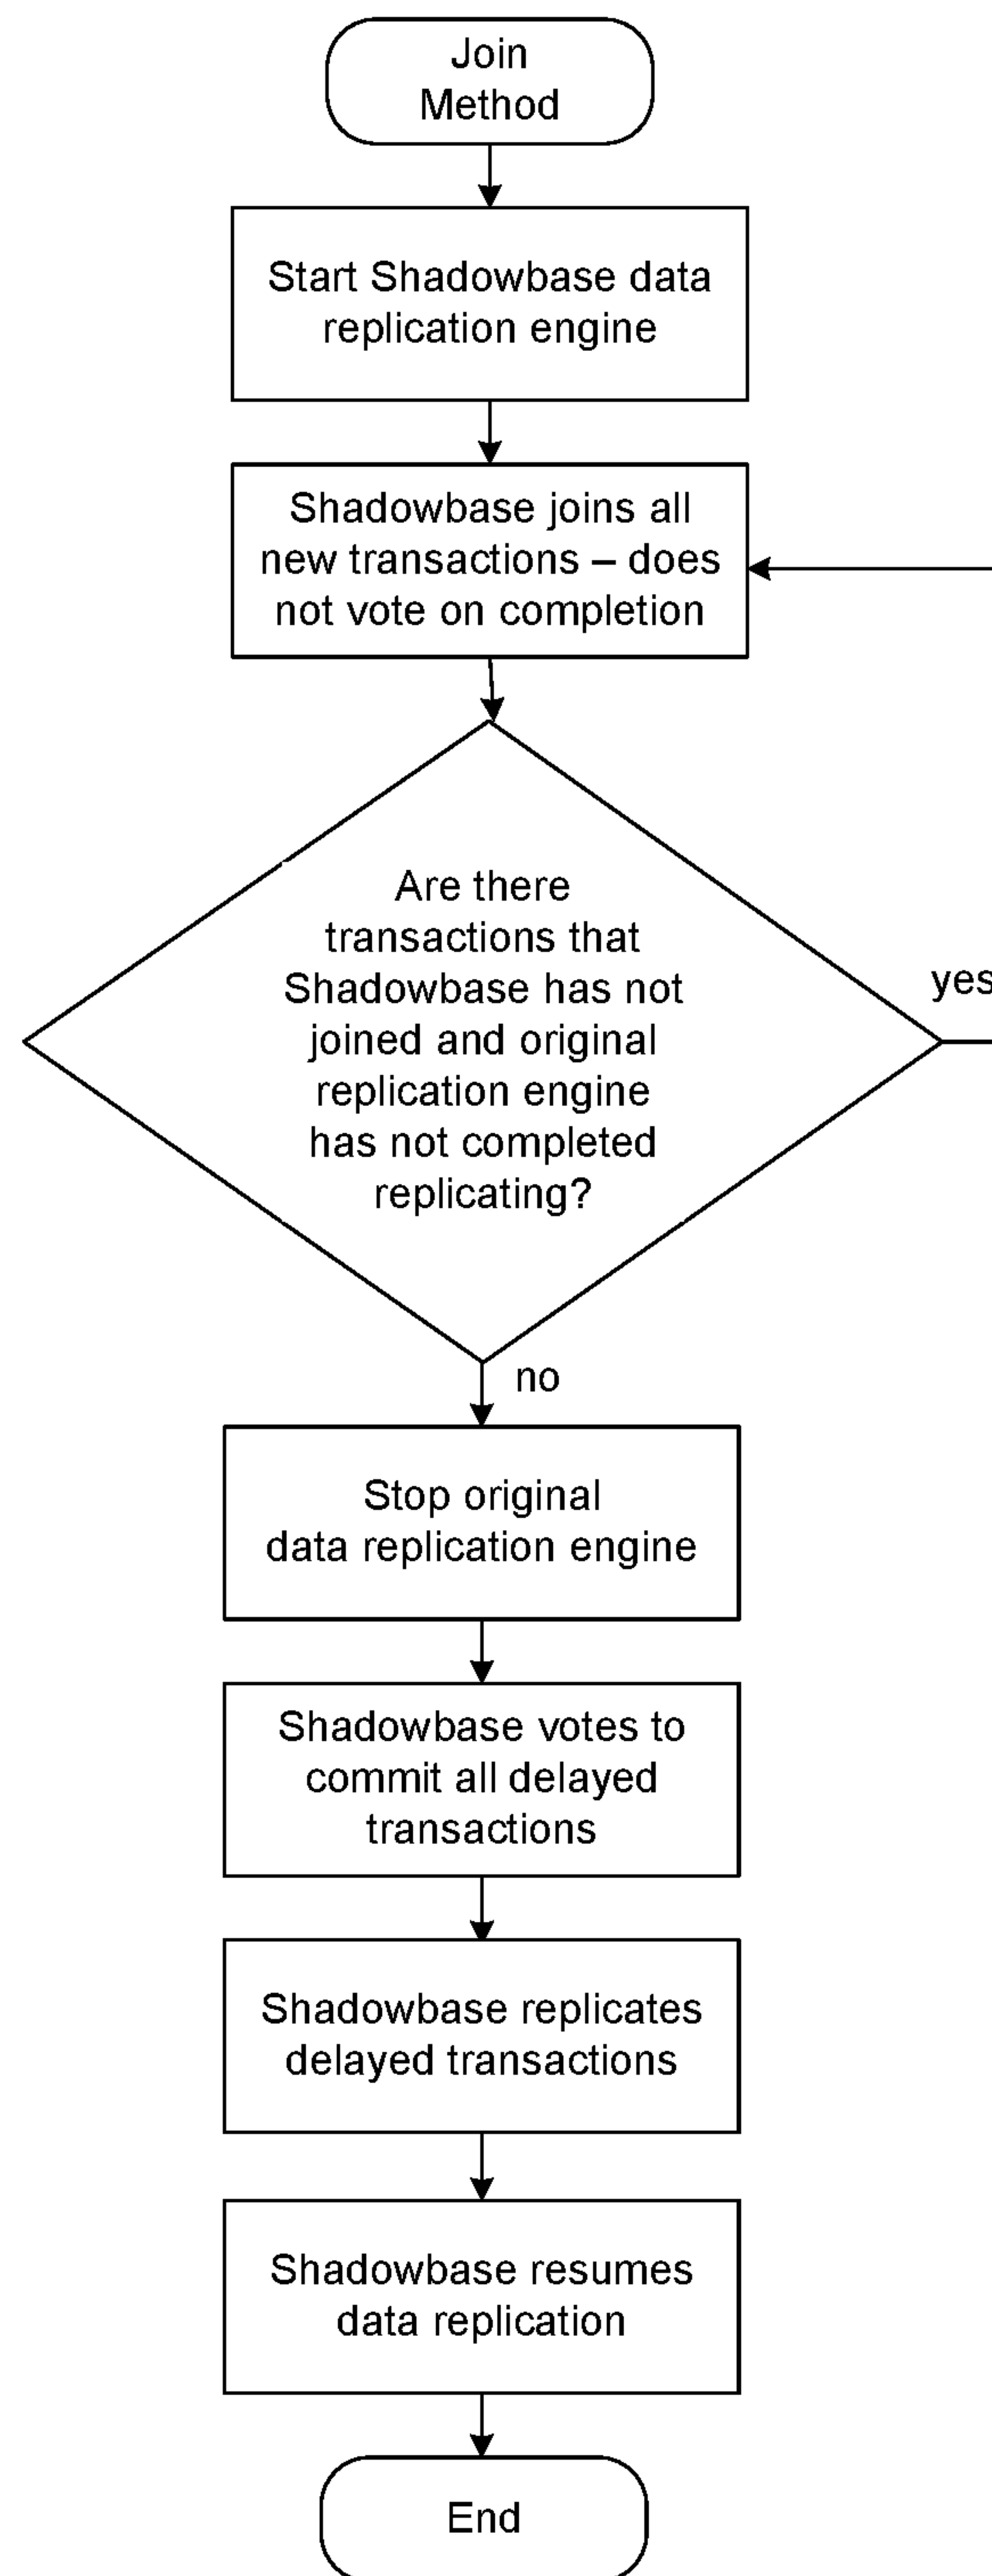 Join
Method
Start Shadowbase data
replication engine
Shadowbase joins all
new transactions – does
not vote on completion
Are there
transactions that
Shadowbase has not
joined and original
replication engine
has not completed
replicating?
yes
no
Stop original
data replication engine
Shadowbase votes to
commit all delayed
transactions
Shadowbase replicates
delayed transactions
Shadowbase resumes
data replication
End